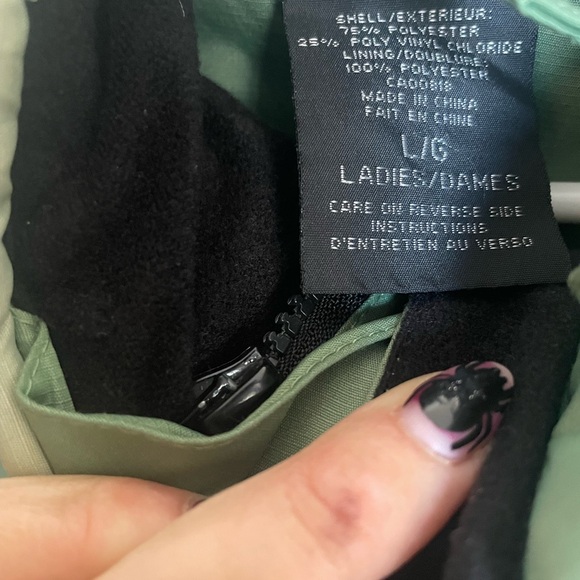 SHELL/EXTERIEUR:
75% POLYESTER
25% POLY VINYL CHLORIDE
LINING/DOUBLURE:
100% POLYESTER
CA00818
MADE IN CHINA
FAIT EN CHINE
L/G
LADIES/DAMES
CARE ON REVERSE SIDE
INSTRUCTIONS
D'ENTRETIEN AU VERSO